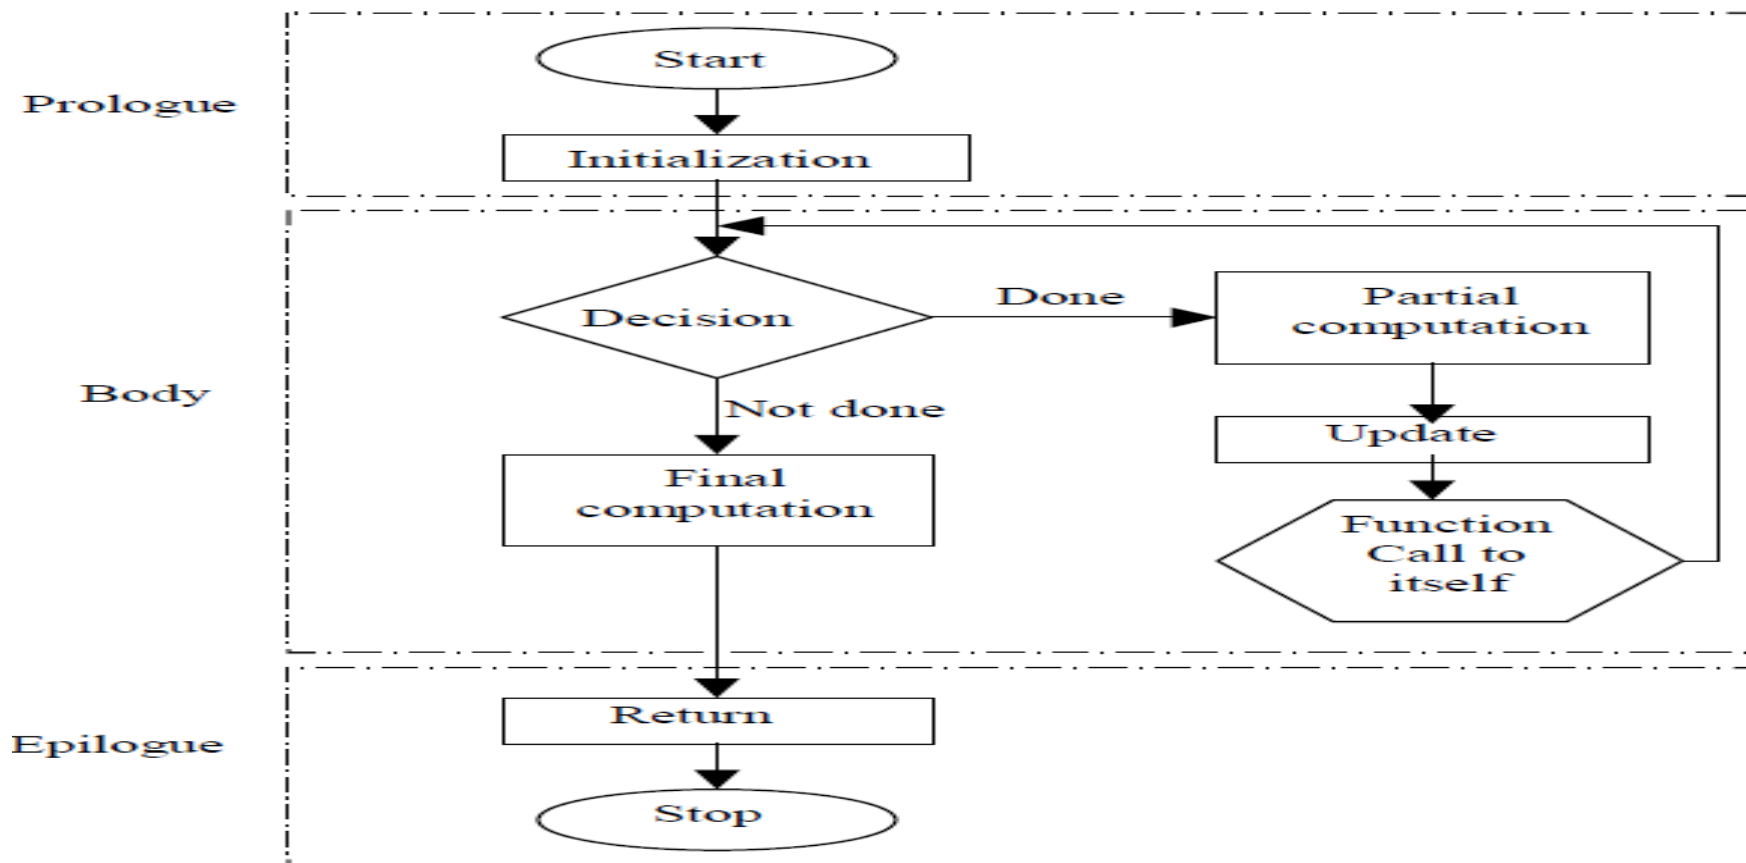 Start
Prologue
Initialization
Decision
Done
Partial
computation
Body
Not done
Update
Final
computation
Function
Call to
itself
Return
Epilogue
Stop